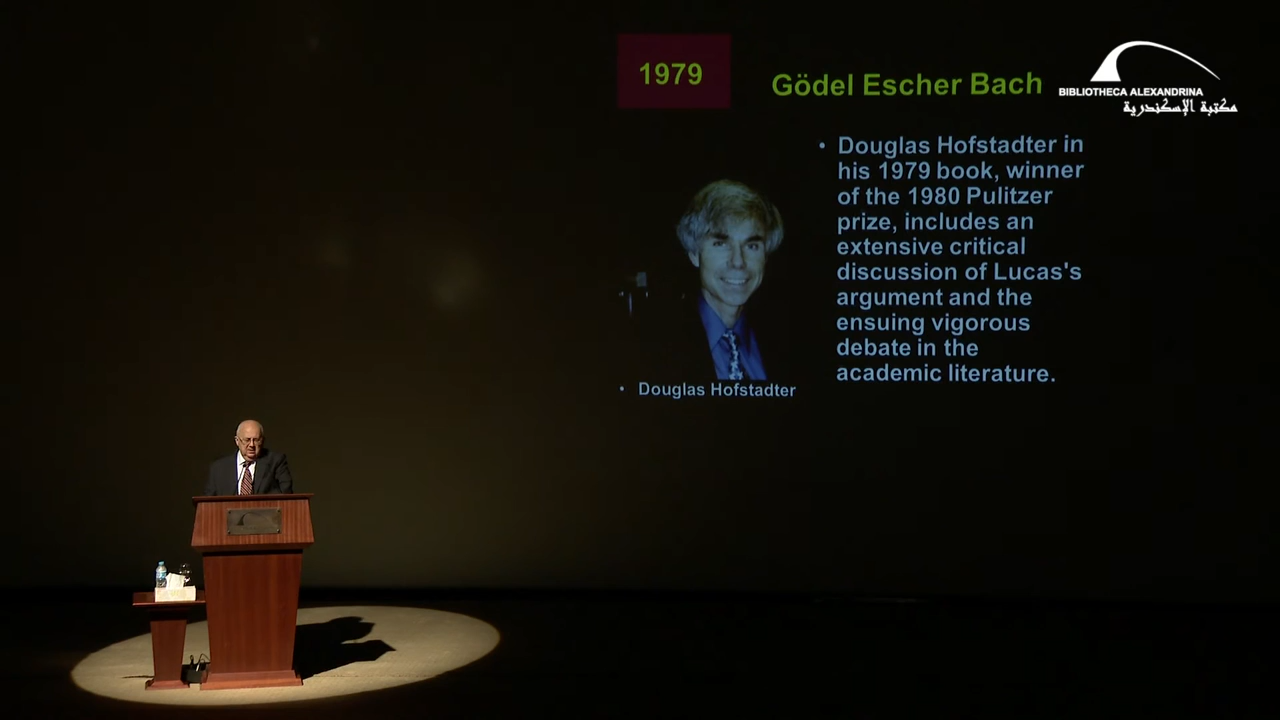 1979
Gödel Escher Bach
BIBLIOTHECA ALEXANDRINA
مكتبة الإسكندرية
• Douglas Hofstadter in
his 1979 book, winner
of the 1980 Pulitzer
prize, includes an
extensive critical
discussion of Lucas's
argument and the
ensuing vigorous
debate in the
academic literature.
• Douglas Hofstadter